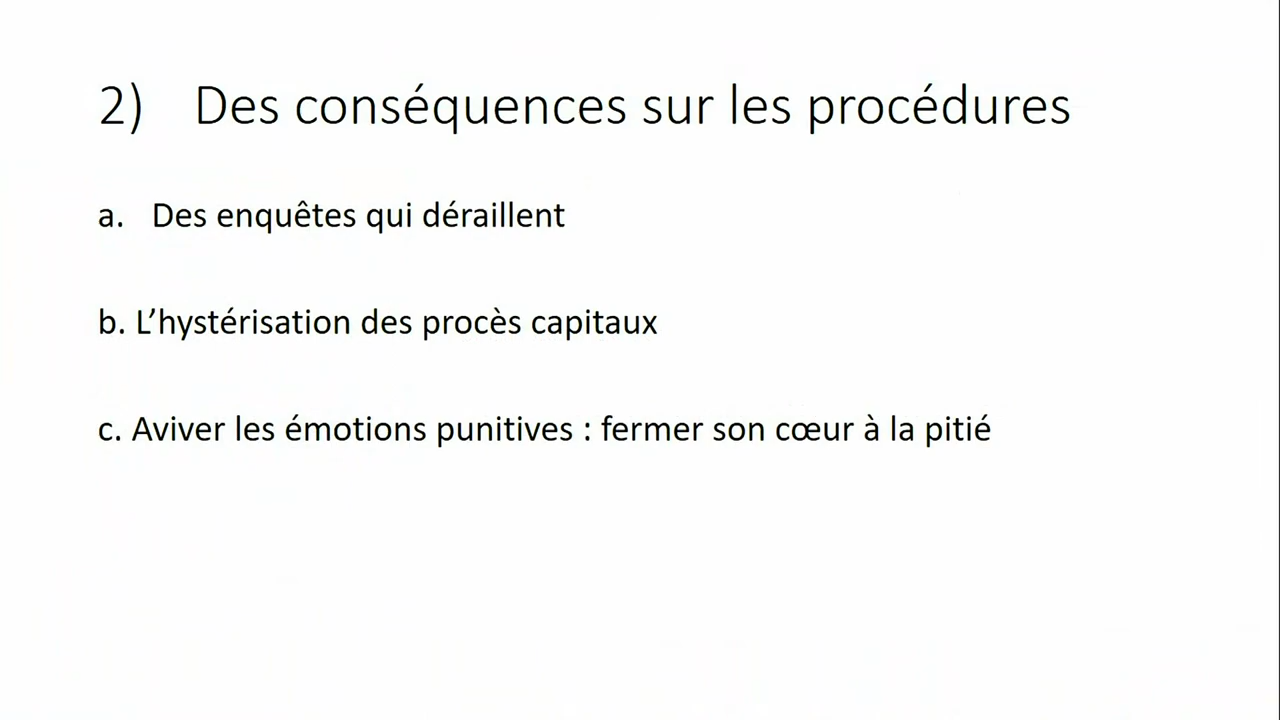 2) Des conséquences sur les procédures
a. Des enquêtes qui déraillent
b. L’hystérisation des procès capitaux
c. Aviver les émotions punitives : fermer son cœur à la pitié